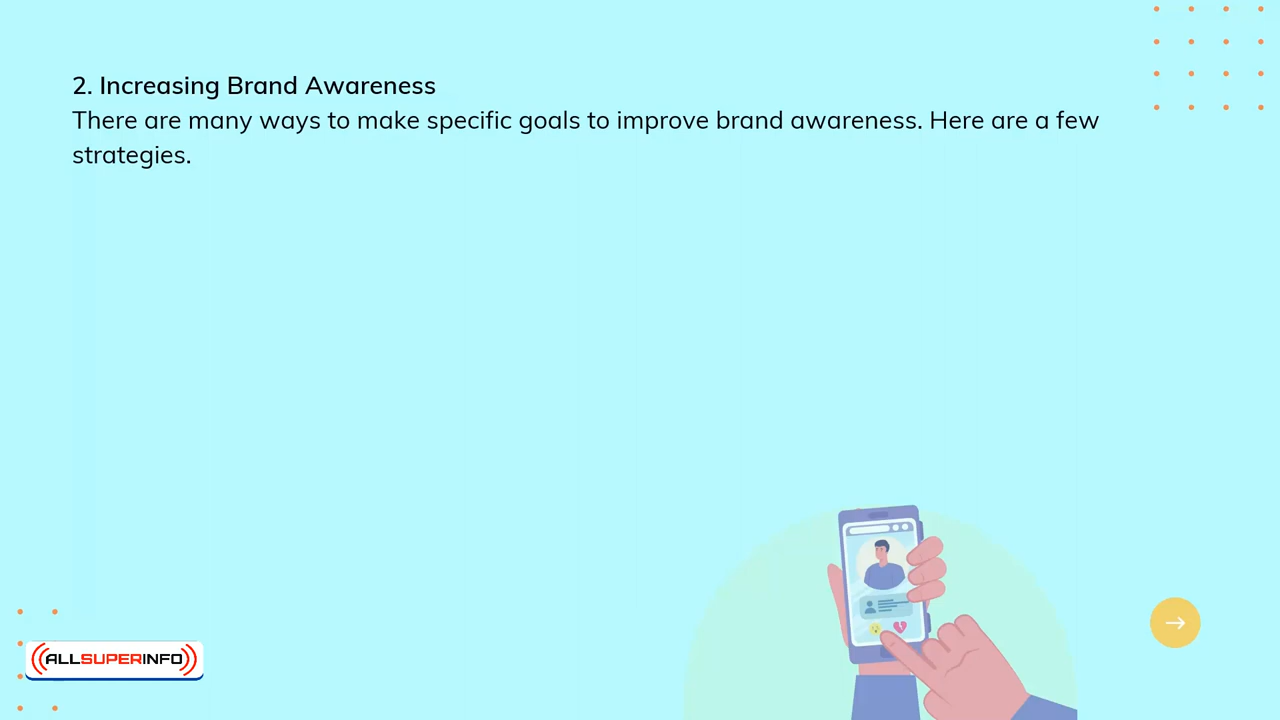 2. Increasing Brand Awareness
There are many ways to make specific goals to improve brand awareness. Here are a few
strategies.
ALLSUPERINFO